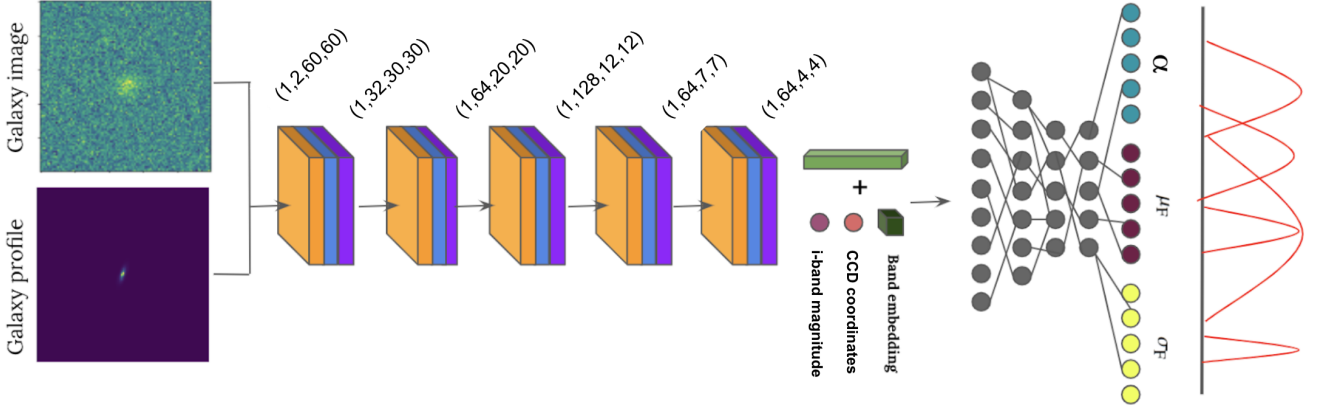 Galaxy image
Galaxy profile
(1,2,60,60)
(1,32,30,30)
(1,64,20,20)
(1,128,12,12)
(1,64,7,7)
(1,64,4,4)
+
i-band magnitude
CCD coordinates
Band embedding
α
μF
σF